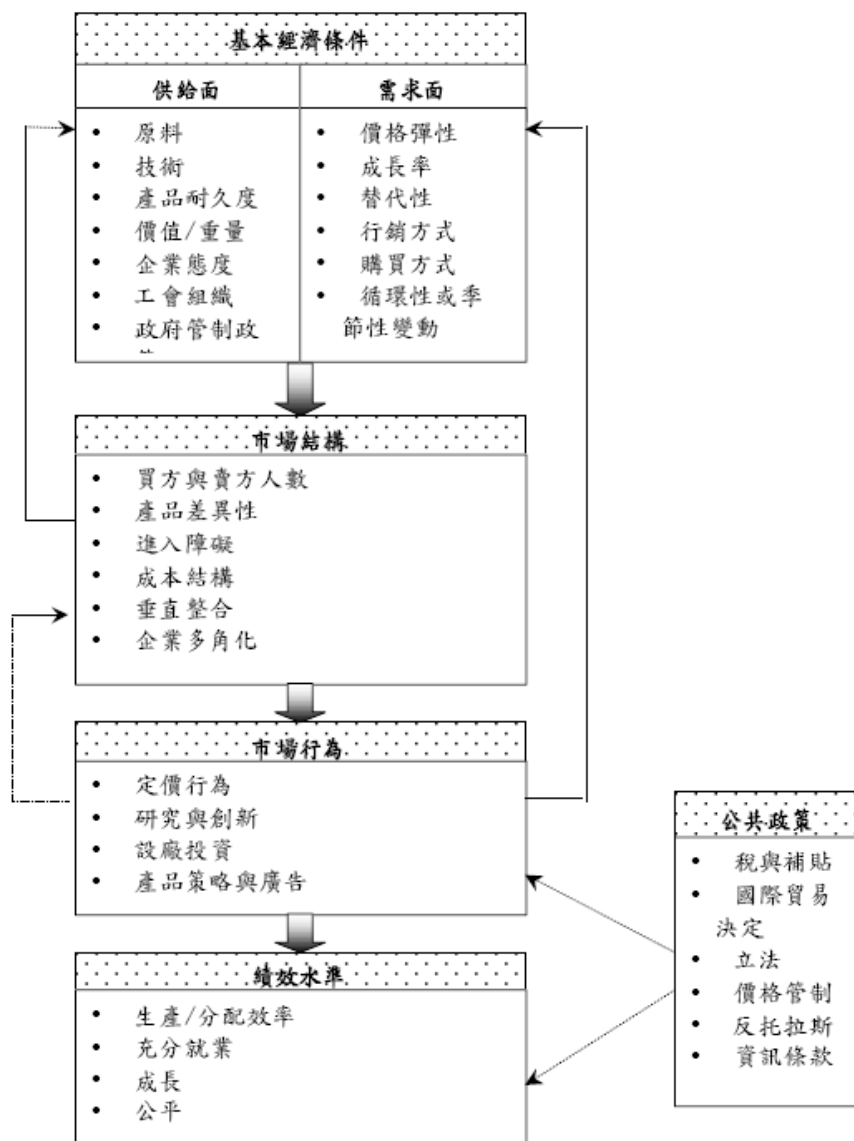 基本經濟條件
供給面
• 原料
• 技術
• 產品耐久度
• 價值/重量
• 企業態度
• 工會組織
• 政府管制政
需求面
• 價格彈性
• 成長率
• 替代性
• 行銷方式
• 購買方式
• 循環性或季
節性變動
市場結構
• 買方與賣方人數
• 產品差異性
• 進入障礙
• 成本結構
• 垂直整合
• 企業多角化
市場行為
• 定價行為
• 研究與創新
• 設廠投資
• 產品策略與廣告
績效水準
• 生產/分配效率
• 充分就業
• 成長
• 公平
公共政策
• 稅與補貼
• 國際貿易
決定
• 立法
• 價格管制
• 反托拉斯
• 資訊條款